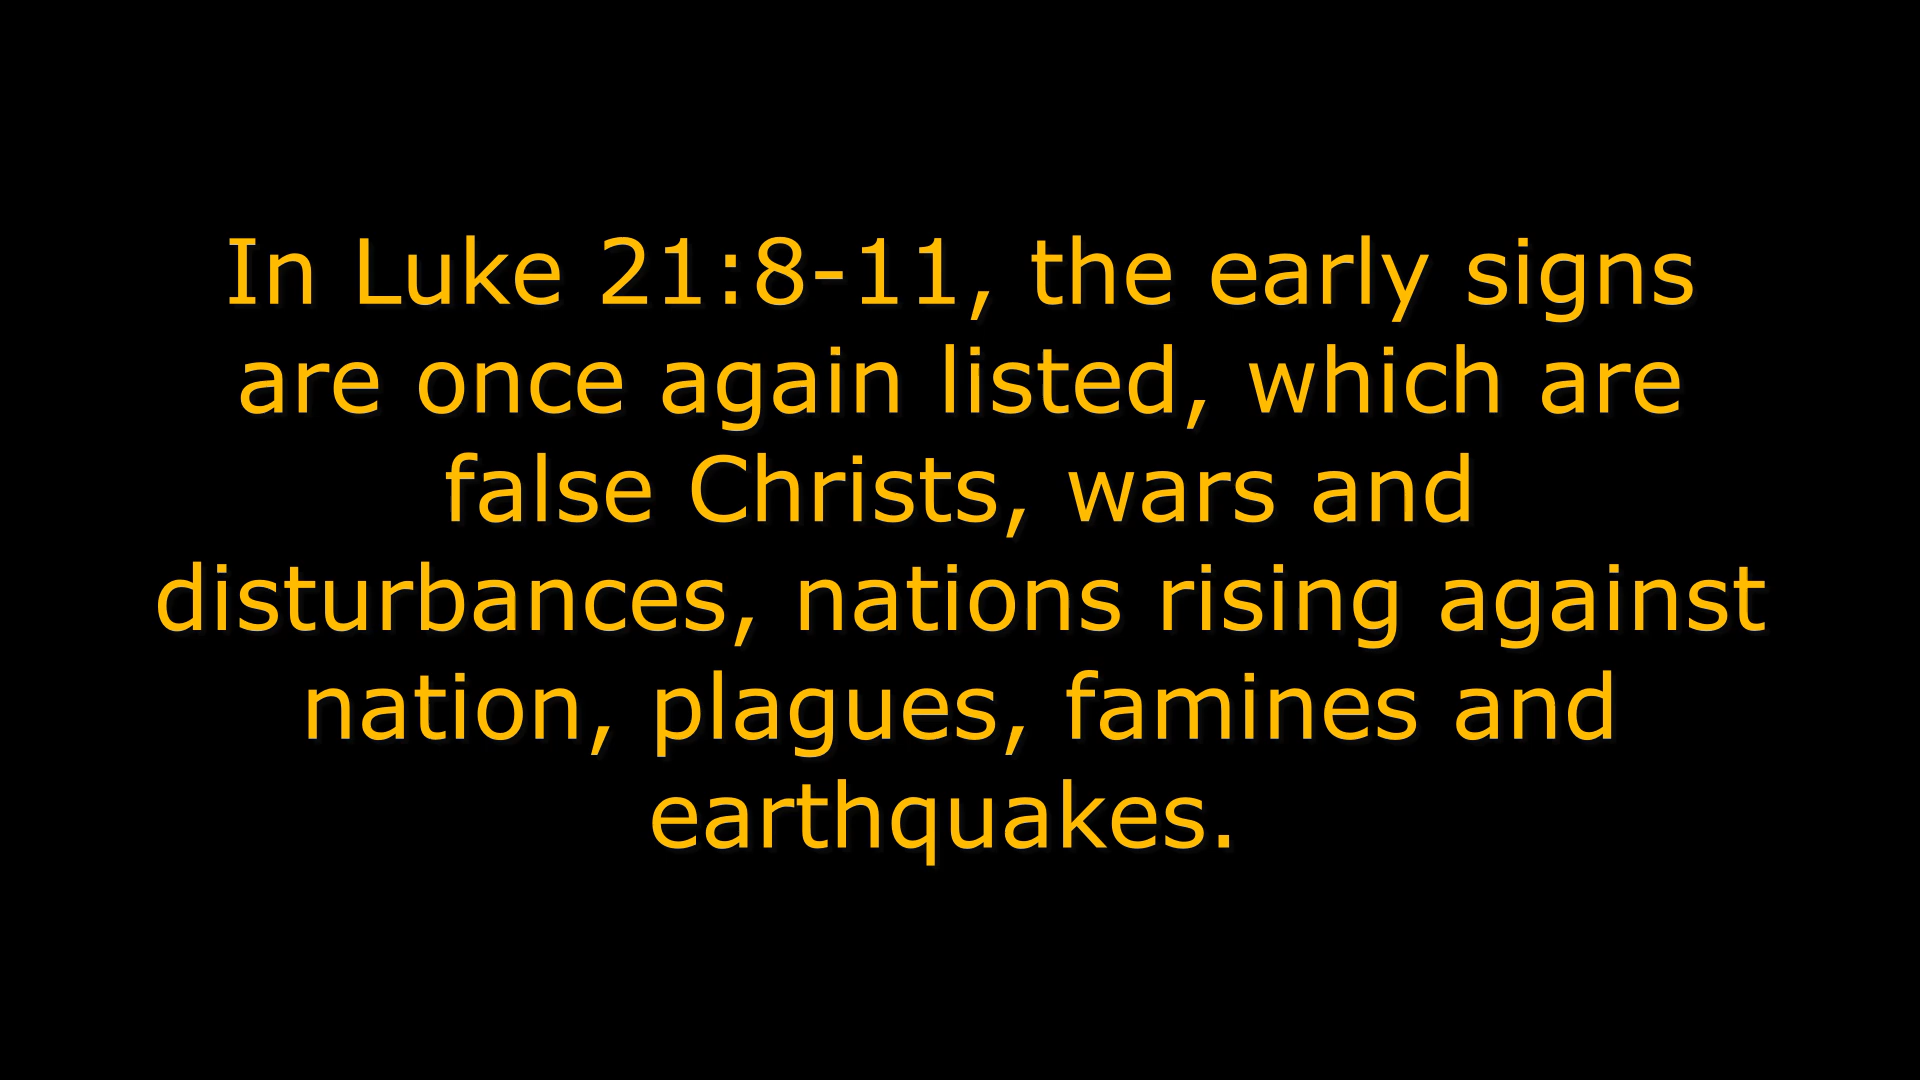 In Luke 21:8-11, the early signs
are once again listed, which are
false Christs, wars and
disturbances, nations rising against
nation, plagues, famines and
earthquakes.